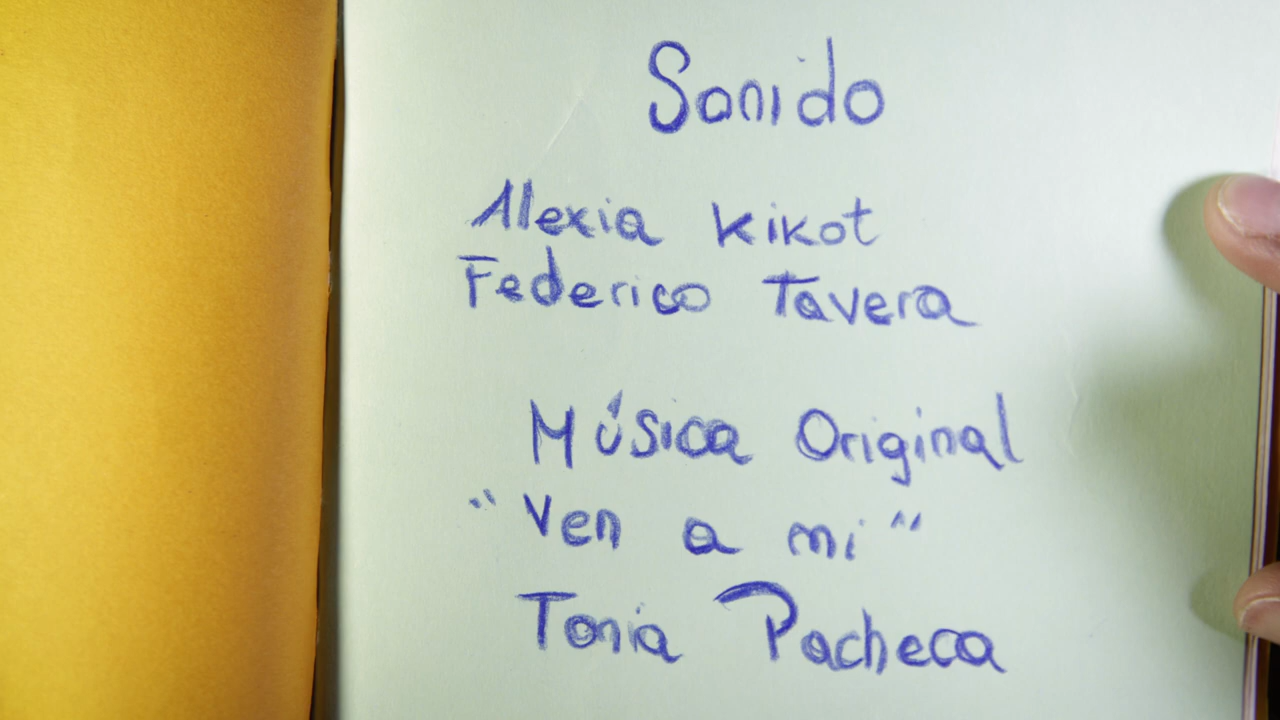 Sonido
Alexia Kikot
Federico Tavera
Música Original
"Ven a mi"
Tonia Pacheca